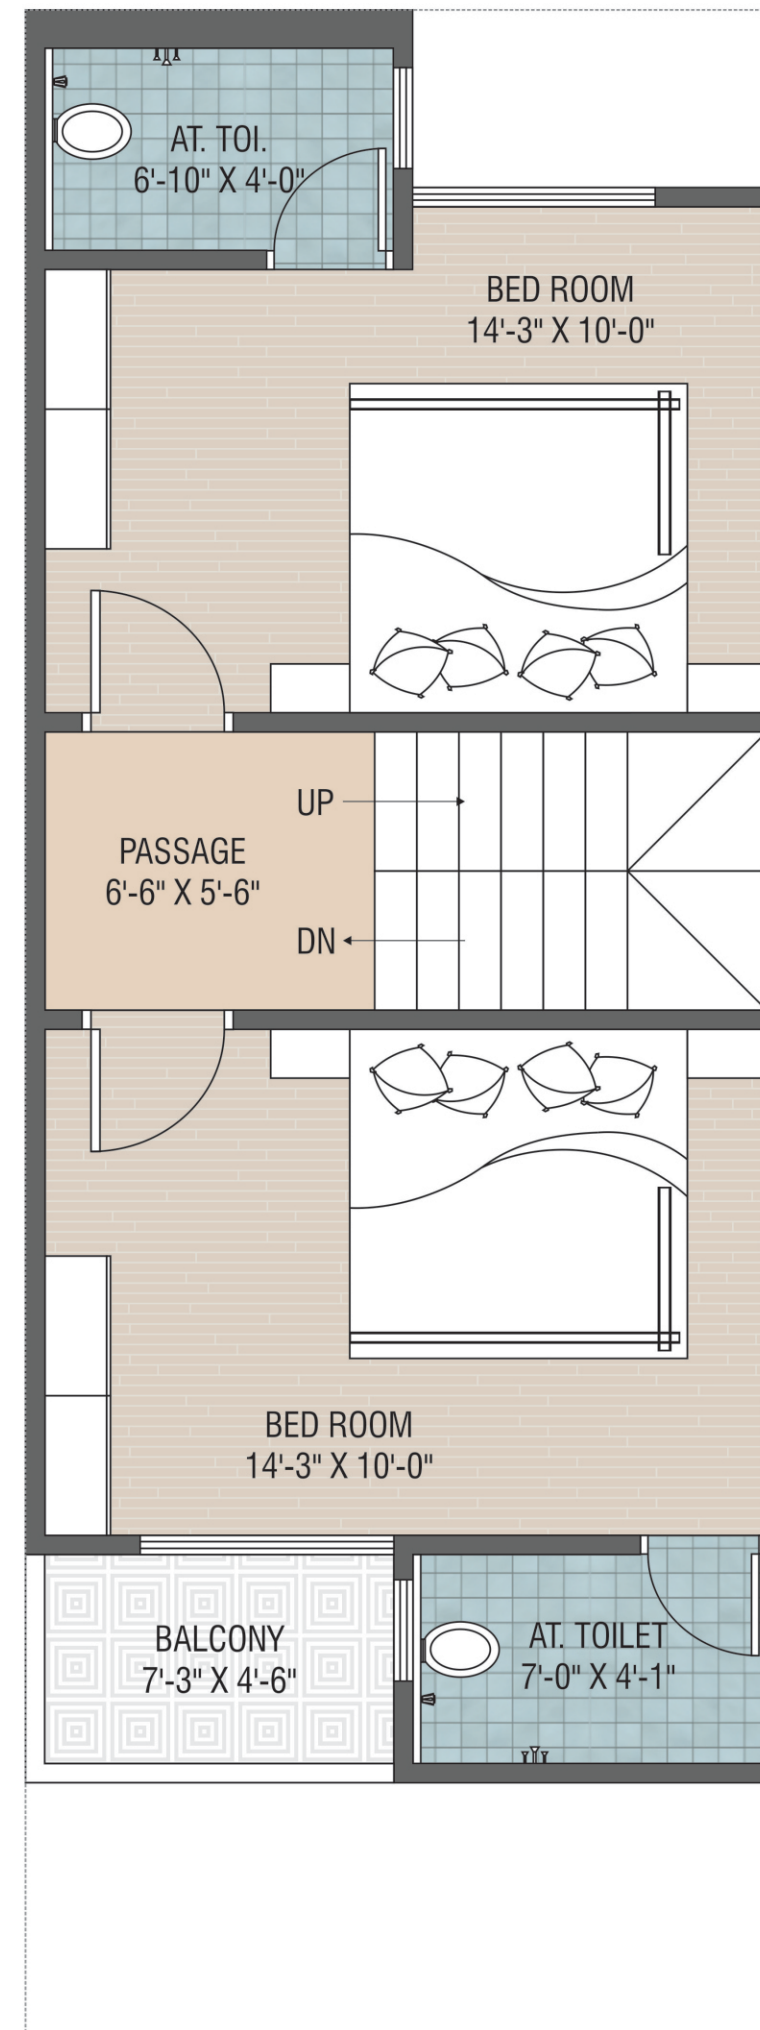 AT. TOI.
6'-10" X 4'-0"
BED ROOM
14'-3" X 10'-0"
UP
PASSAGE
6'-6" X 5'-6"
DN
BED ROOM
14'-3" X 10'-0"
BALCONY
7'-3" X 4'-6"
AT. TOILET
7'-0" X 4'-1"